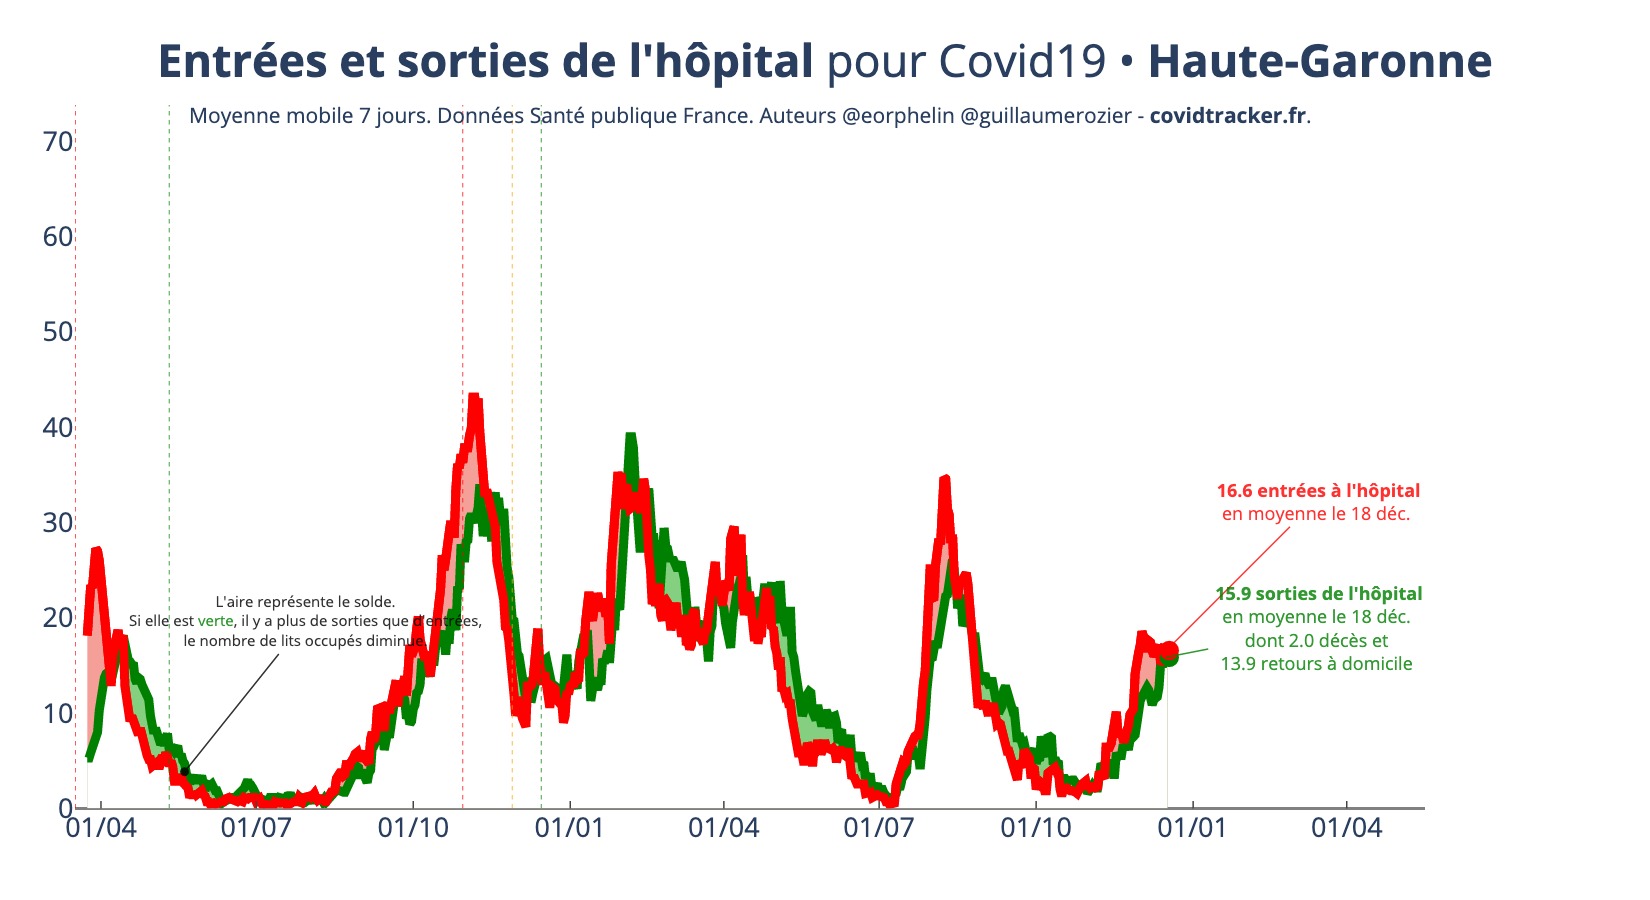 Entrées et sorties de l'hôpital pour Covid19 • Haute-Garonne
Moyenne mobile 7 jours. Données Santé publique France. Auteurs @eorphelin @guillaumerozier - covidtracker.fr.
70
60
50
40
30
20
10
0
L'aire représente le solde.
Si elle est verte, il y a plus de sorties que d'entrées,
le nombre de lits occupés diminue.
16.6 entrées à l'hôpital
en moyenne le 18 déc.
15.9 sorties de l'hôpital
en moyenne le 18 déc.
dont 2.0 décès et
13.9 retours à domicile
01/04 01/07 01/10 01/01 01/04 01/07 01/10 01/01 01/04